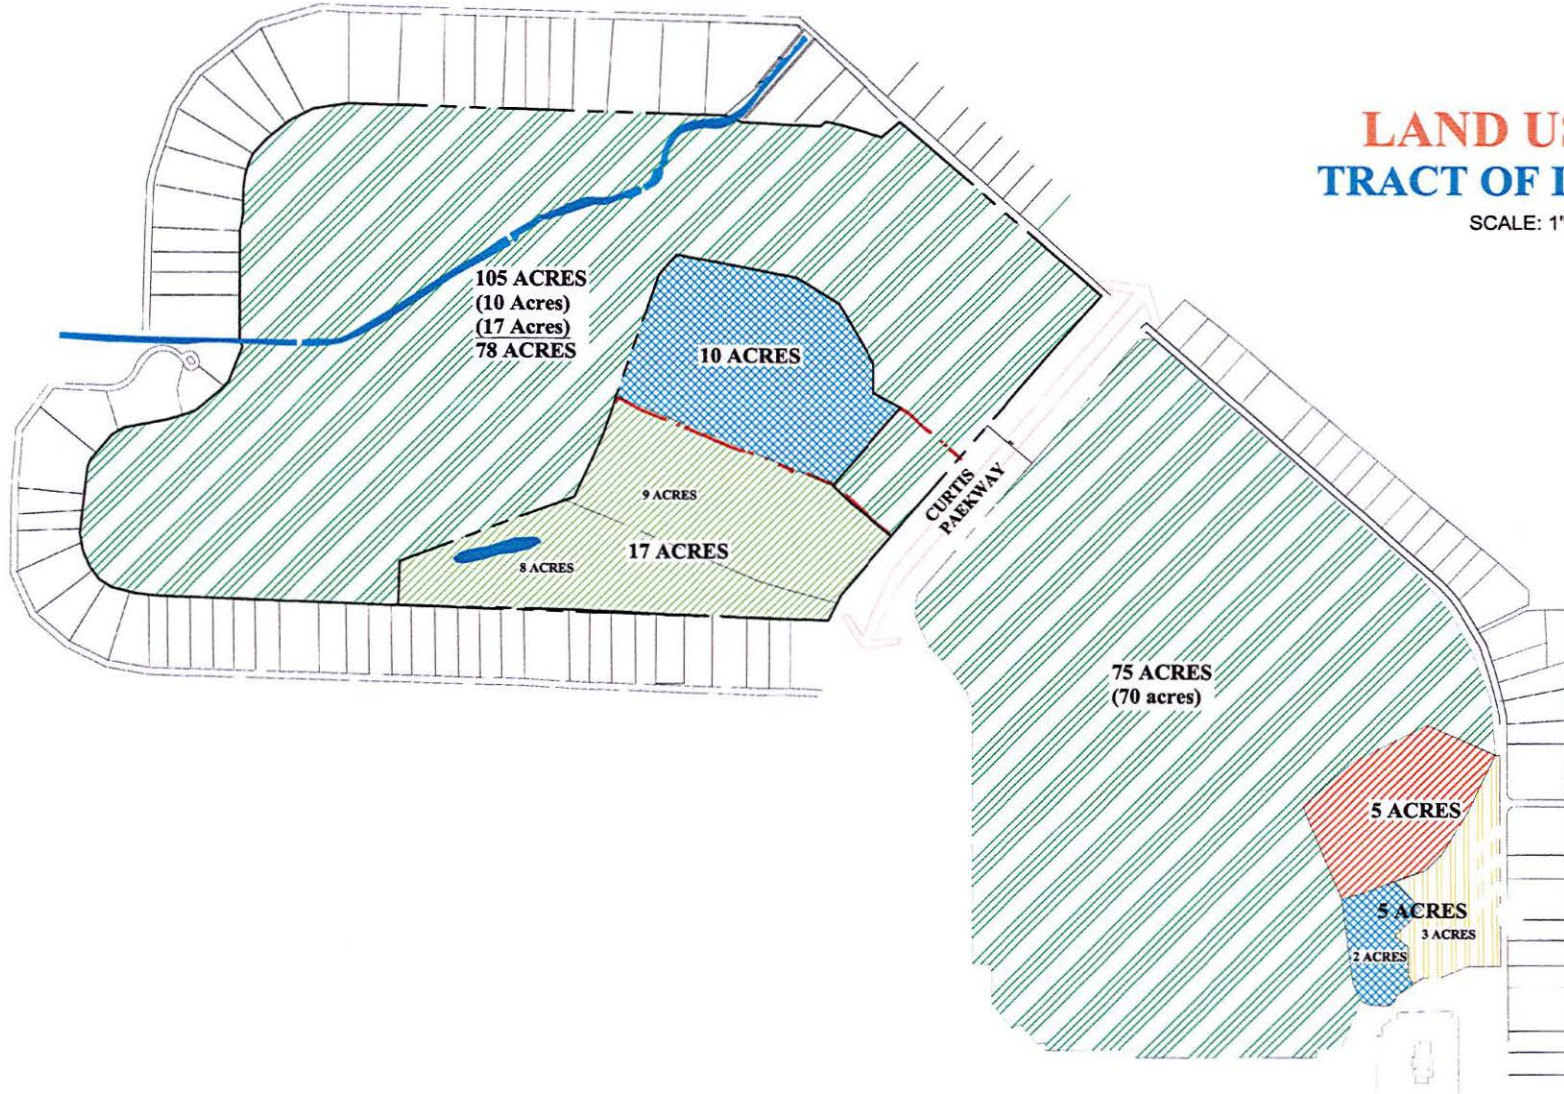 LAND US
TRACT OF L
SCALE: 1"
105 ACRES
(10 Acres)
(17 Acres)
78 ACRES
10 ACRES
9 ACRES
17 ACRES
8 ACRES
CURTIS
PAEKWAY
75 ACRES
(70 acres)
5 ACRES
5 ACRES
3 ACRES
2 ACRES